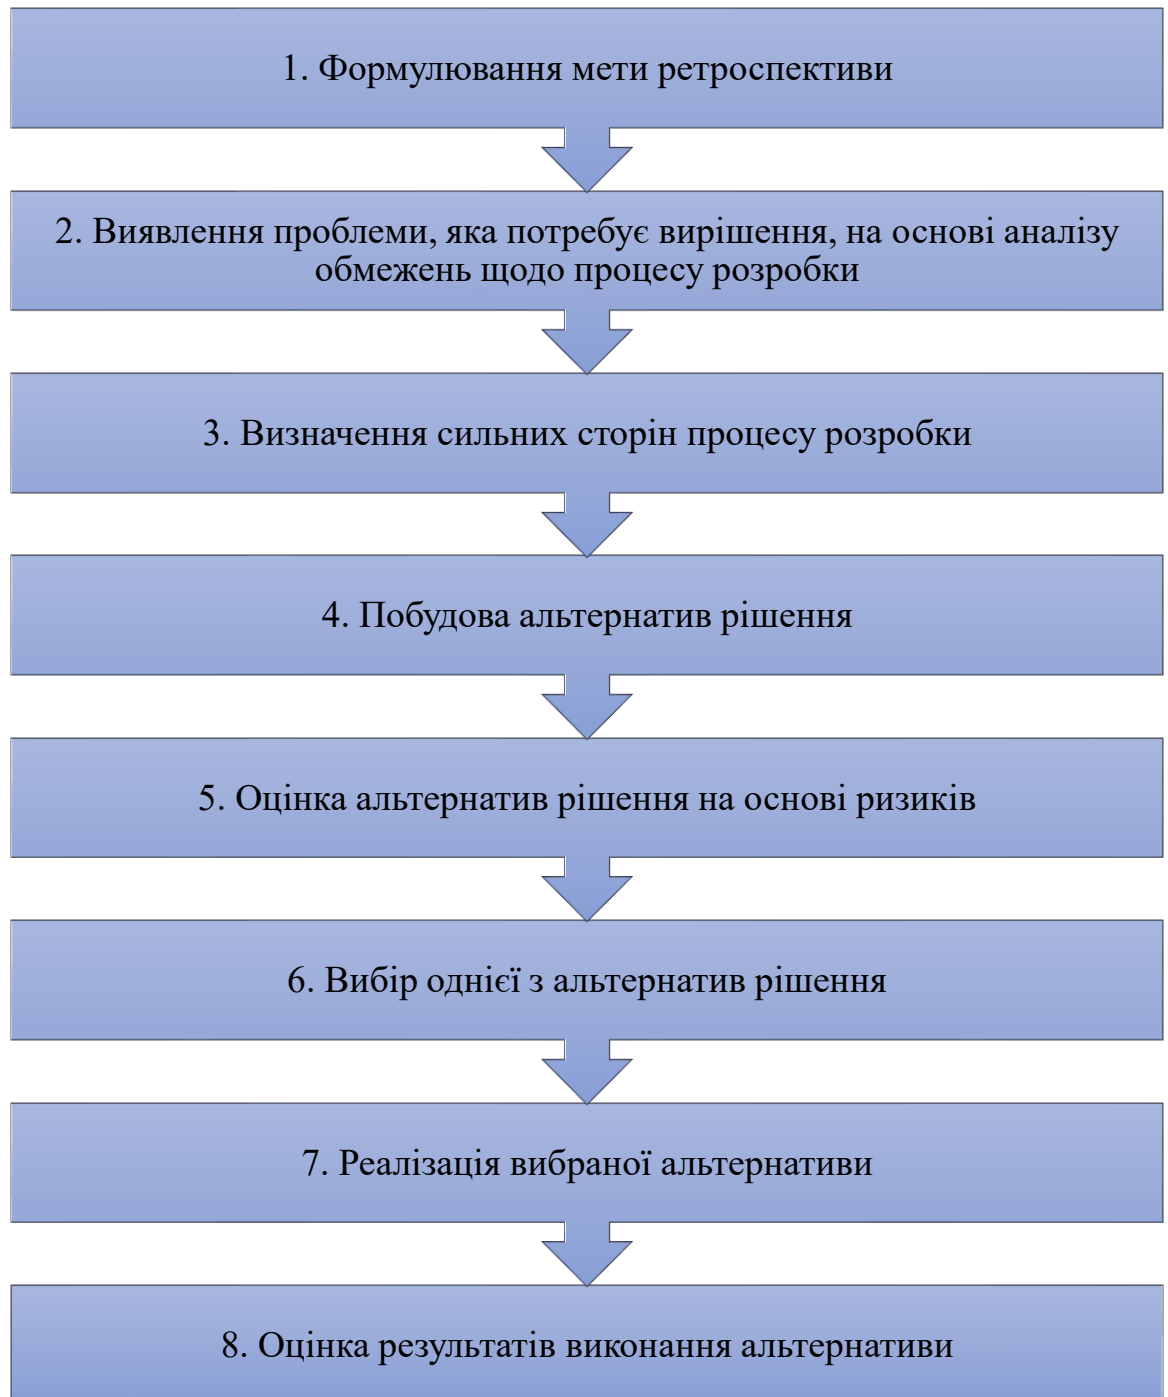 1. Формулювання мети ретроспективи
2. Виявлення проблеми, яка потребує вирішення, на основі аналізу
обмежень щодо процесу розробки
3. Визначення сильних сторін процесу розробки
4. Побудова альтернатив рішення
5. Оцінка альтернатив рішення на основі ризиків
6. Вибір однієї з альтернатив рішення
7. Реалізація вибраної альтернативи
8. Оцінка результатів виконання альтернативи